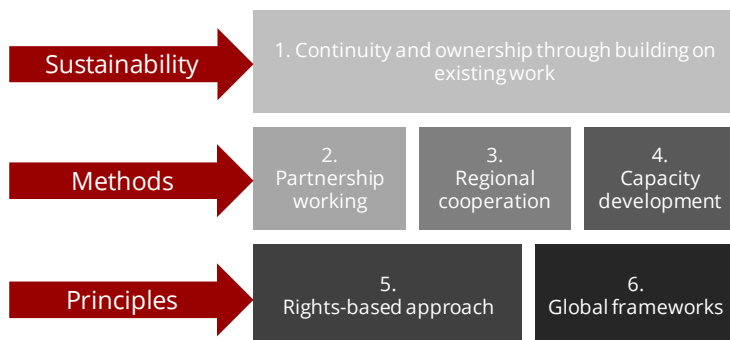 Sustainability
1. Continuity and ownership through building on
existing work
Methods
2.
Partnership
working
3.
Regional
cooperation
4.
Capacity
development
Principles
5.
Rights-based approach
6.
Global frameworks